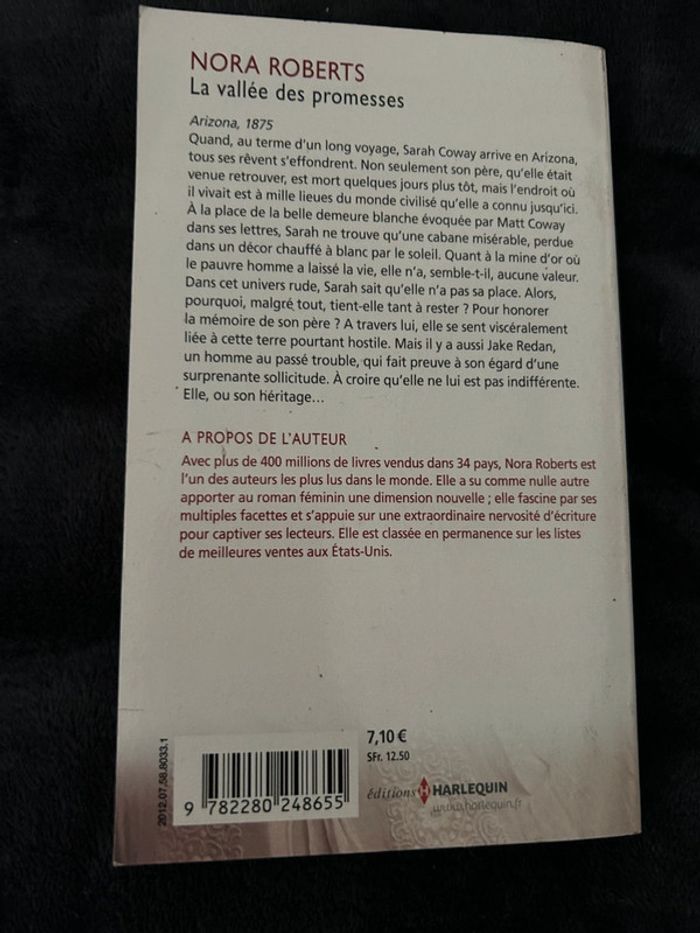 NORA ROBERTS
La vallée des promesses
Arizona, 1875
Quand, au terme d'un long voyage, Sarah Coway arrive en Arizona,
tous ses rêvent s'effondrent. Non seulement son père, qu'elle était
venue retrouver, est mort quelques jours plus tôt, mais l'endroit où
il vivait est à mille lieues du monde civilisé qu'elle a connu jusqu'ici.
À la place de la belle demeure blanche évoquée par Matt Coway
dans ses lettres, Sarah ne trouve qu'une cabane misérable, perdue
dans un décor chauffé à blanc par le soleil. Quant à la mine d'or où
le pauvre homme a laissé la vie, elle n'a, semble-t-il, aucune valeur.
Dans cet univers rude, Sarah sait qu'elle n'a pas sa place. Alors,
pourquoi, malgré tout, tient-elle tant à rester ? Pour honorer
la mémoire de son père ? A travers lui, elle se sent viscéralement
liée à cette terre pourtant hostile. Mais il y a aussi Jake Redan,
un homme au passé trouble, qui fait preuve à son égard d'une
surprenante sollicitude. À croire qu'elle ne lui est pas indifférente.
Elle, ou son héritage...
A PROPOS DE L'AUTEUR
Avec plus de 400 millions de livres vendus dans 34 pays, Nora Roberts est
l'un des auteurs les plus lus dans le monde. Elle a su comme nulle autre
apporter au roman féminin une dimension nouvelle ; elle fascine par ses
multiples facettes et s'appuie sur une extraordinaire nervosité d'écriture
pour captiver ses lecteurs. Elle est classée en permanence sur les listes
de meilleures ventes aux États-Unis.
2012.07.58.8033.1
9 782280 248655
7,10 €
SFr. 12.50
éditions H HARLEQUIN
www.harlequin.fr